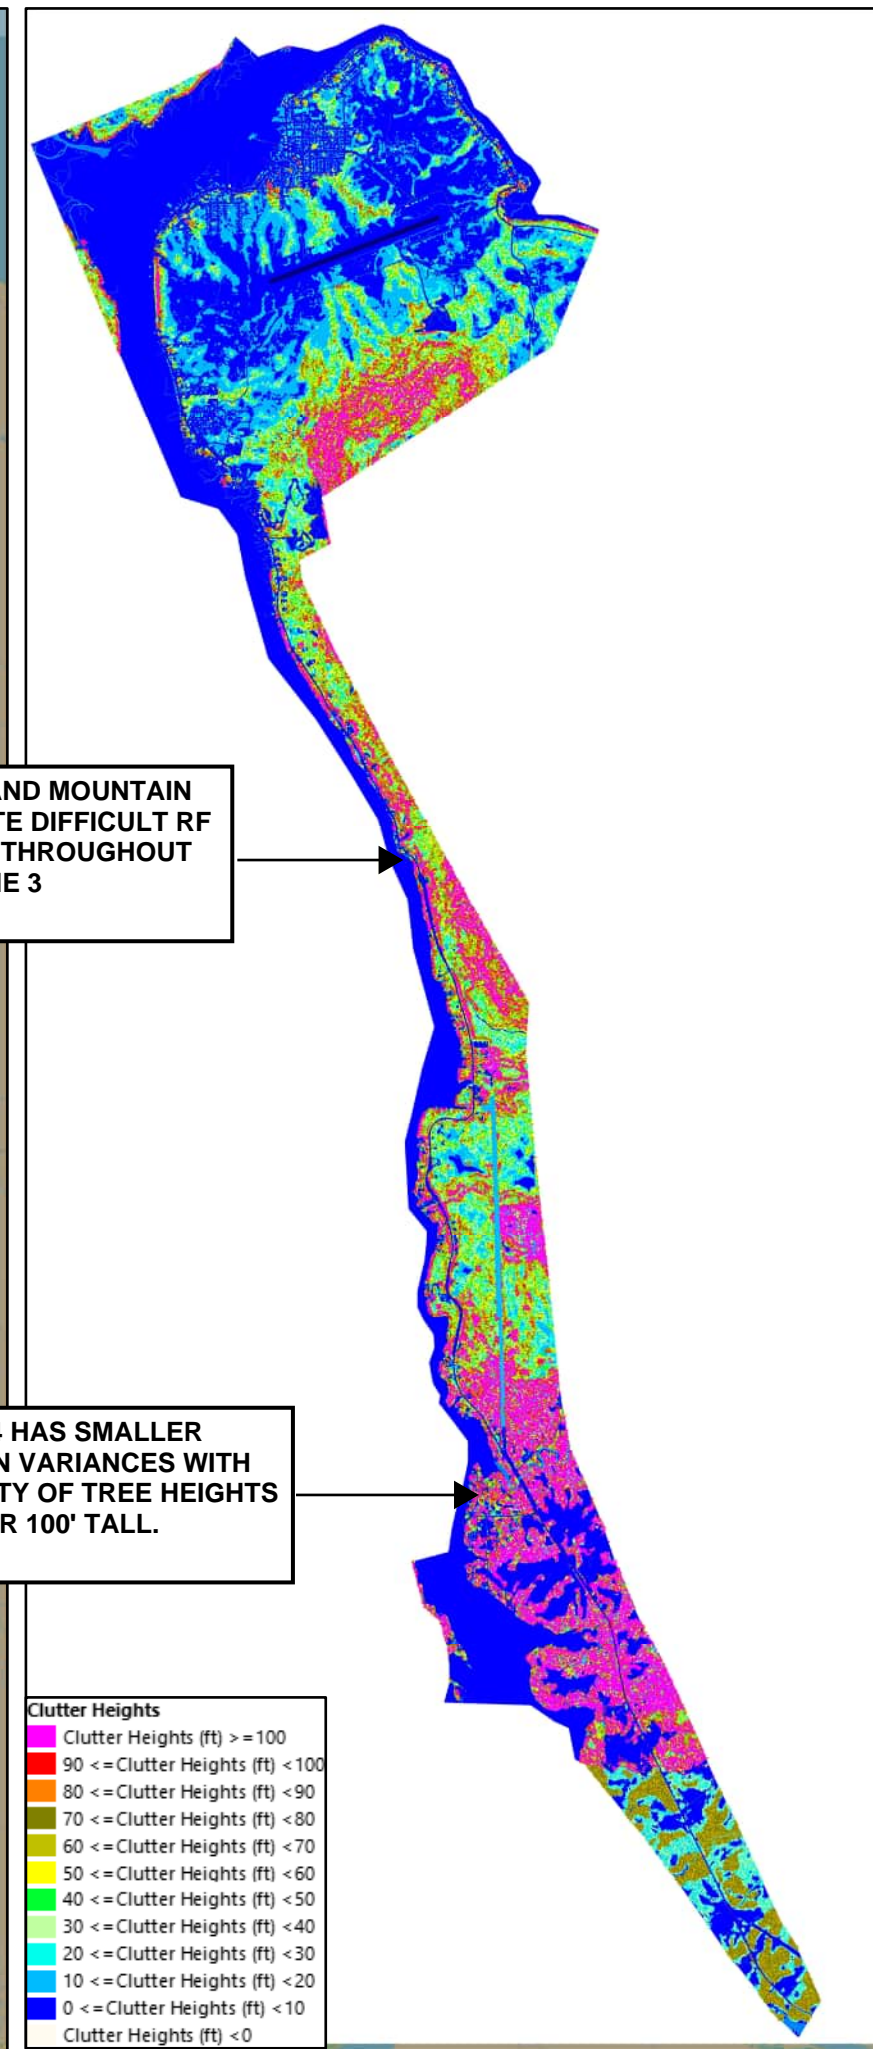 AND MOUNTAIN
TE DIFFICULT RF
THROUGHOUT
E 3
4 HAS SMALLER
N VARIANCES WITH
TY OF TREE HEIGHTS
R 100' TALL.
Clutter Heights
Clutter Heights (ft) >=100
90 <=Clutter Heights (ft) <100
80 <=Clutter Heights (ft) <90
70 <=Clutter Heights (ft) <80
60 <=Clutter Heights (ft) <70
50 <=Clutter Heights (ft) <60
40 <=Clutter Heights (ft) <50
30 <=Clutter Heights (ft) <40
20 <=Clutter Heights (ft) <30
10 <=Clutter Heights (ft) <20
0 <=Clutter Heights (ft) <10
Clutter Heights (ft) <0